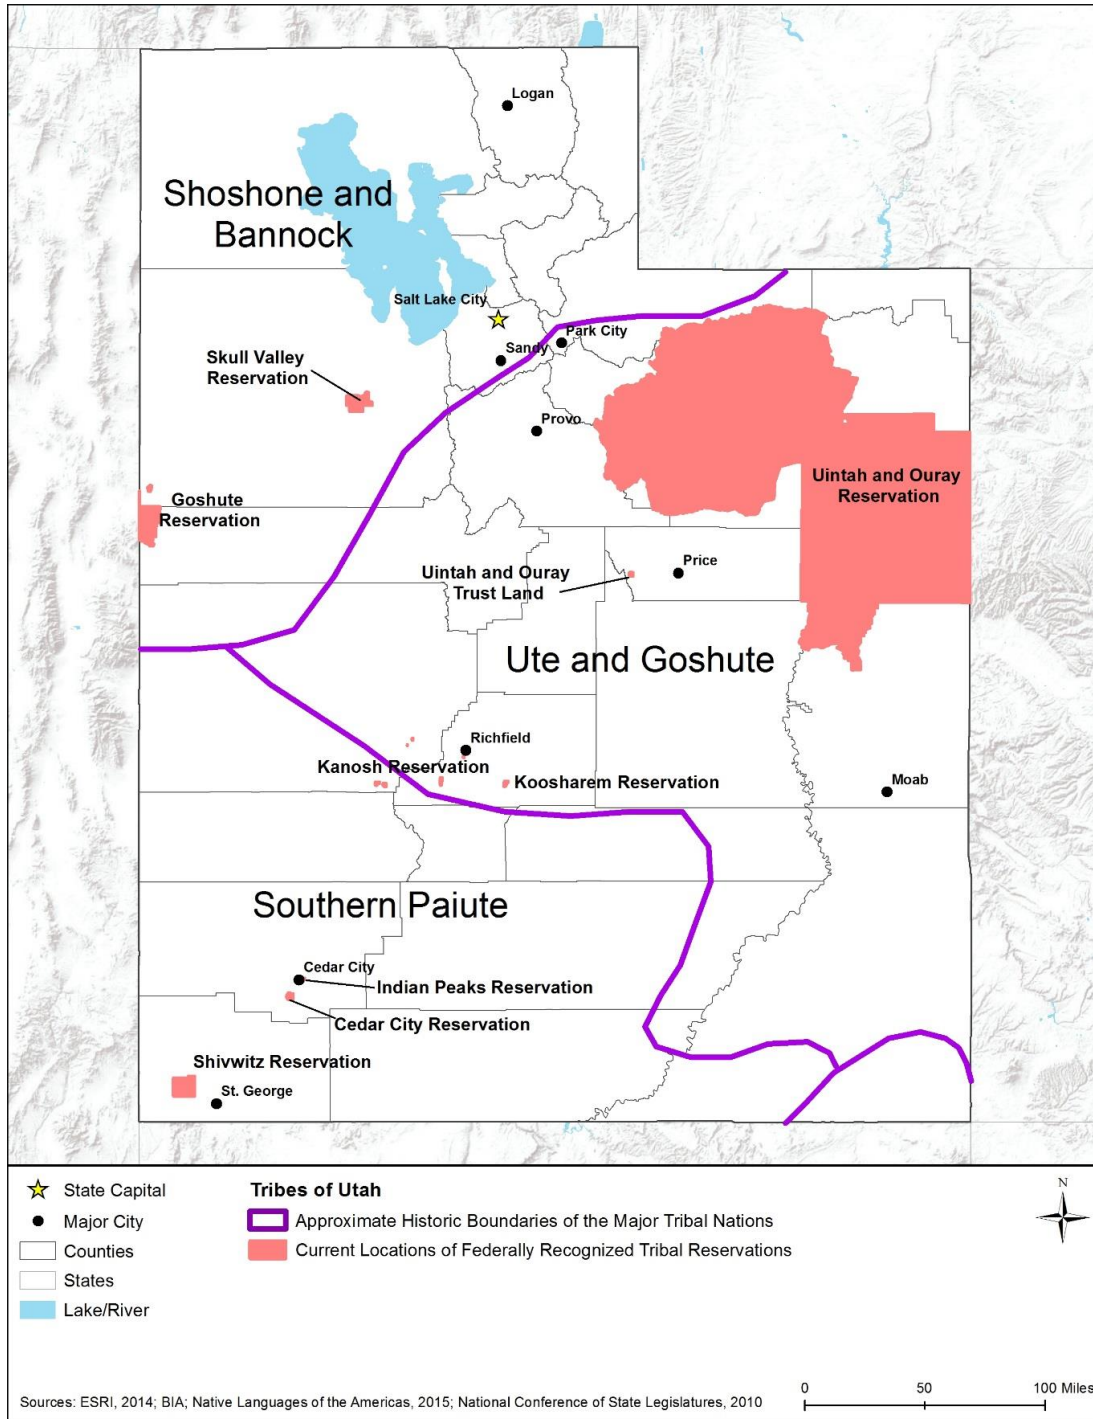 Logan
Shoshone and
Bannock
Salt Lake City
Park City
Sandy
Skull Valley
Reservation
Provo
Uintah and Ouray
Reservation
Goshute
Reservation
Uintah and Ouray
Trust Land
Price
Ute and Goshute
Richfield
Kanosh Reservation
Koosharem Reservation
Moab
Southern Paiute
Cedar City
Indian Peaks Reservation
Cedar City Reservation
Shivwitz Reservation
St. George
State Capital
Major City
Counties
States
Lake/River
Tribes of Utah
Approximate Historic Boundaries of the Major Tribal Nations
Current Locations of Federally Recognized Tribal Reservations
N
0 50 100 Miles
Sources: ESRI, 2014; BIA; Native Languages of the Americas, 2015; National Conference of State Legislatures, 2010